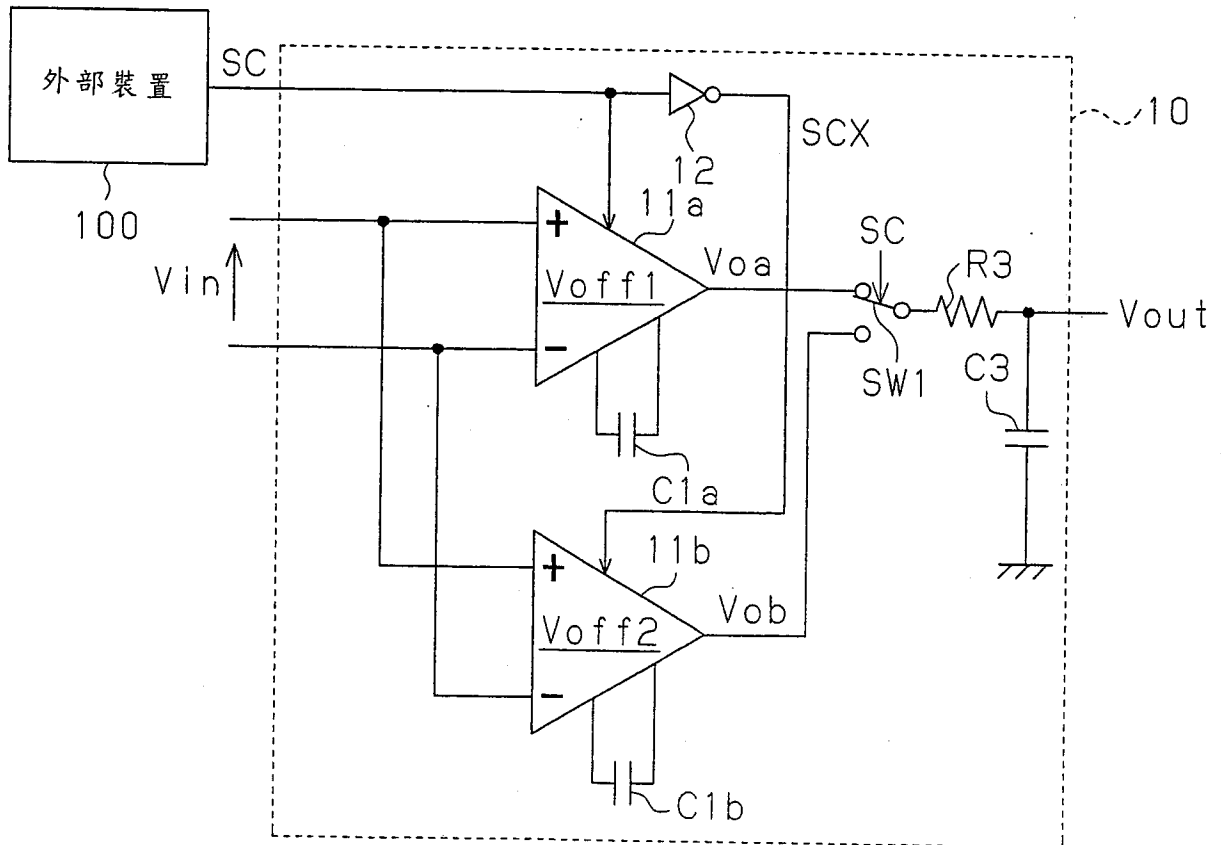 外部裝置
SC
100
12
SCX
10
Vin
+
Voff1
−
11a
Voa
SC
R3
Vout
SW1
C3
C1a
+
Voff2
−
11b
Vob
C1b